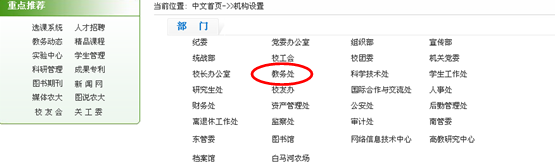 重点推荐
选课系统 人才招聘
教务动态 精品课程
实验中心 学生管理
科研管理 成果专利
图书期刊 新闻网
媒体农大 图说农大
校友会 关工委
当前位置：中文首页->>机构设置
部 门
纪委 党委办公室 组织部 宣传部
统战部 校工会 校团委 机关党委
校长办公室 教务处 科学技术处 学生工作处
研究生处 校友办 国际合作与交流处 人事处
财务处 资产管理处 公安处 后勤管理处
离退休工作处 监察处 审计处 南管委
东管委 图书馆 网络信息技术中心 高教研究中心
档案馆 白马河农场